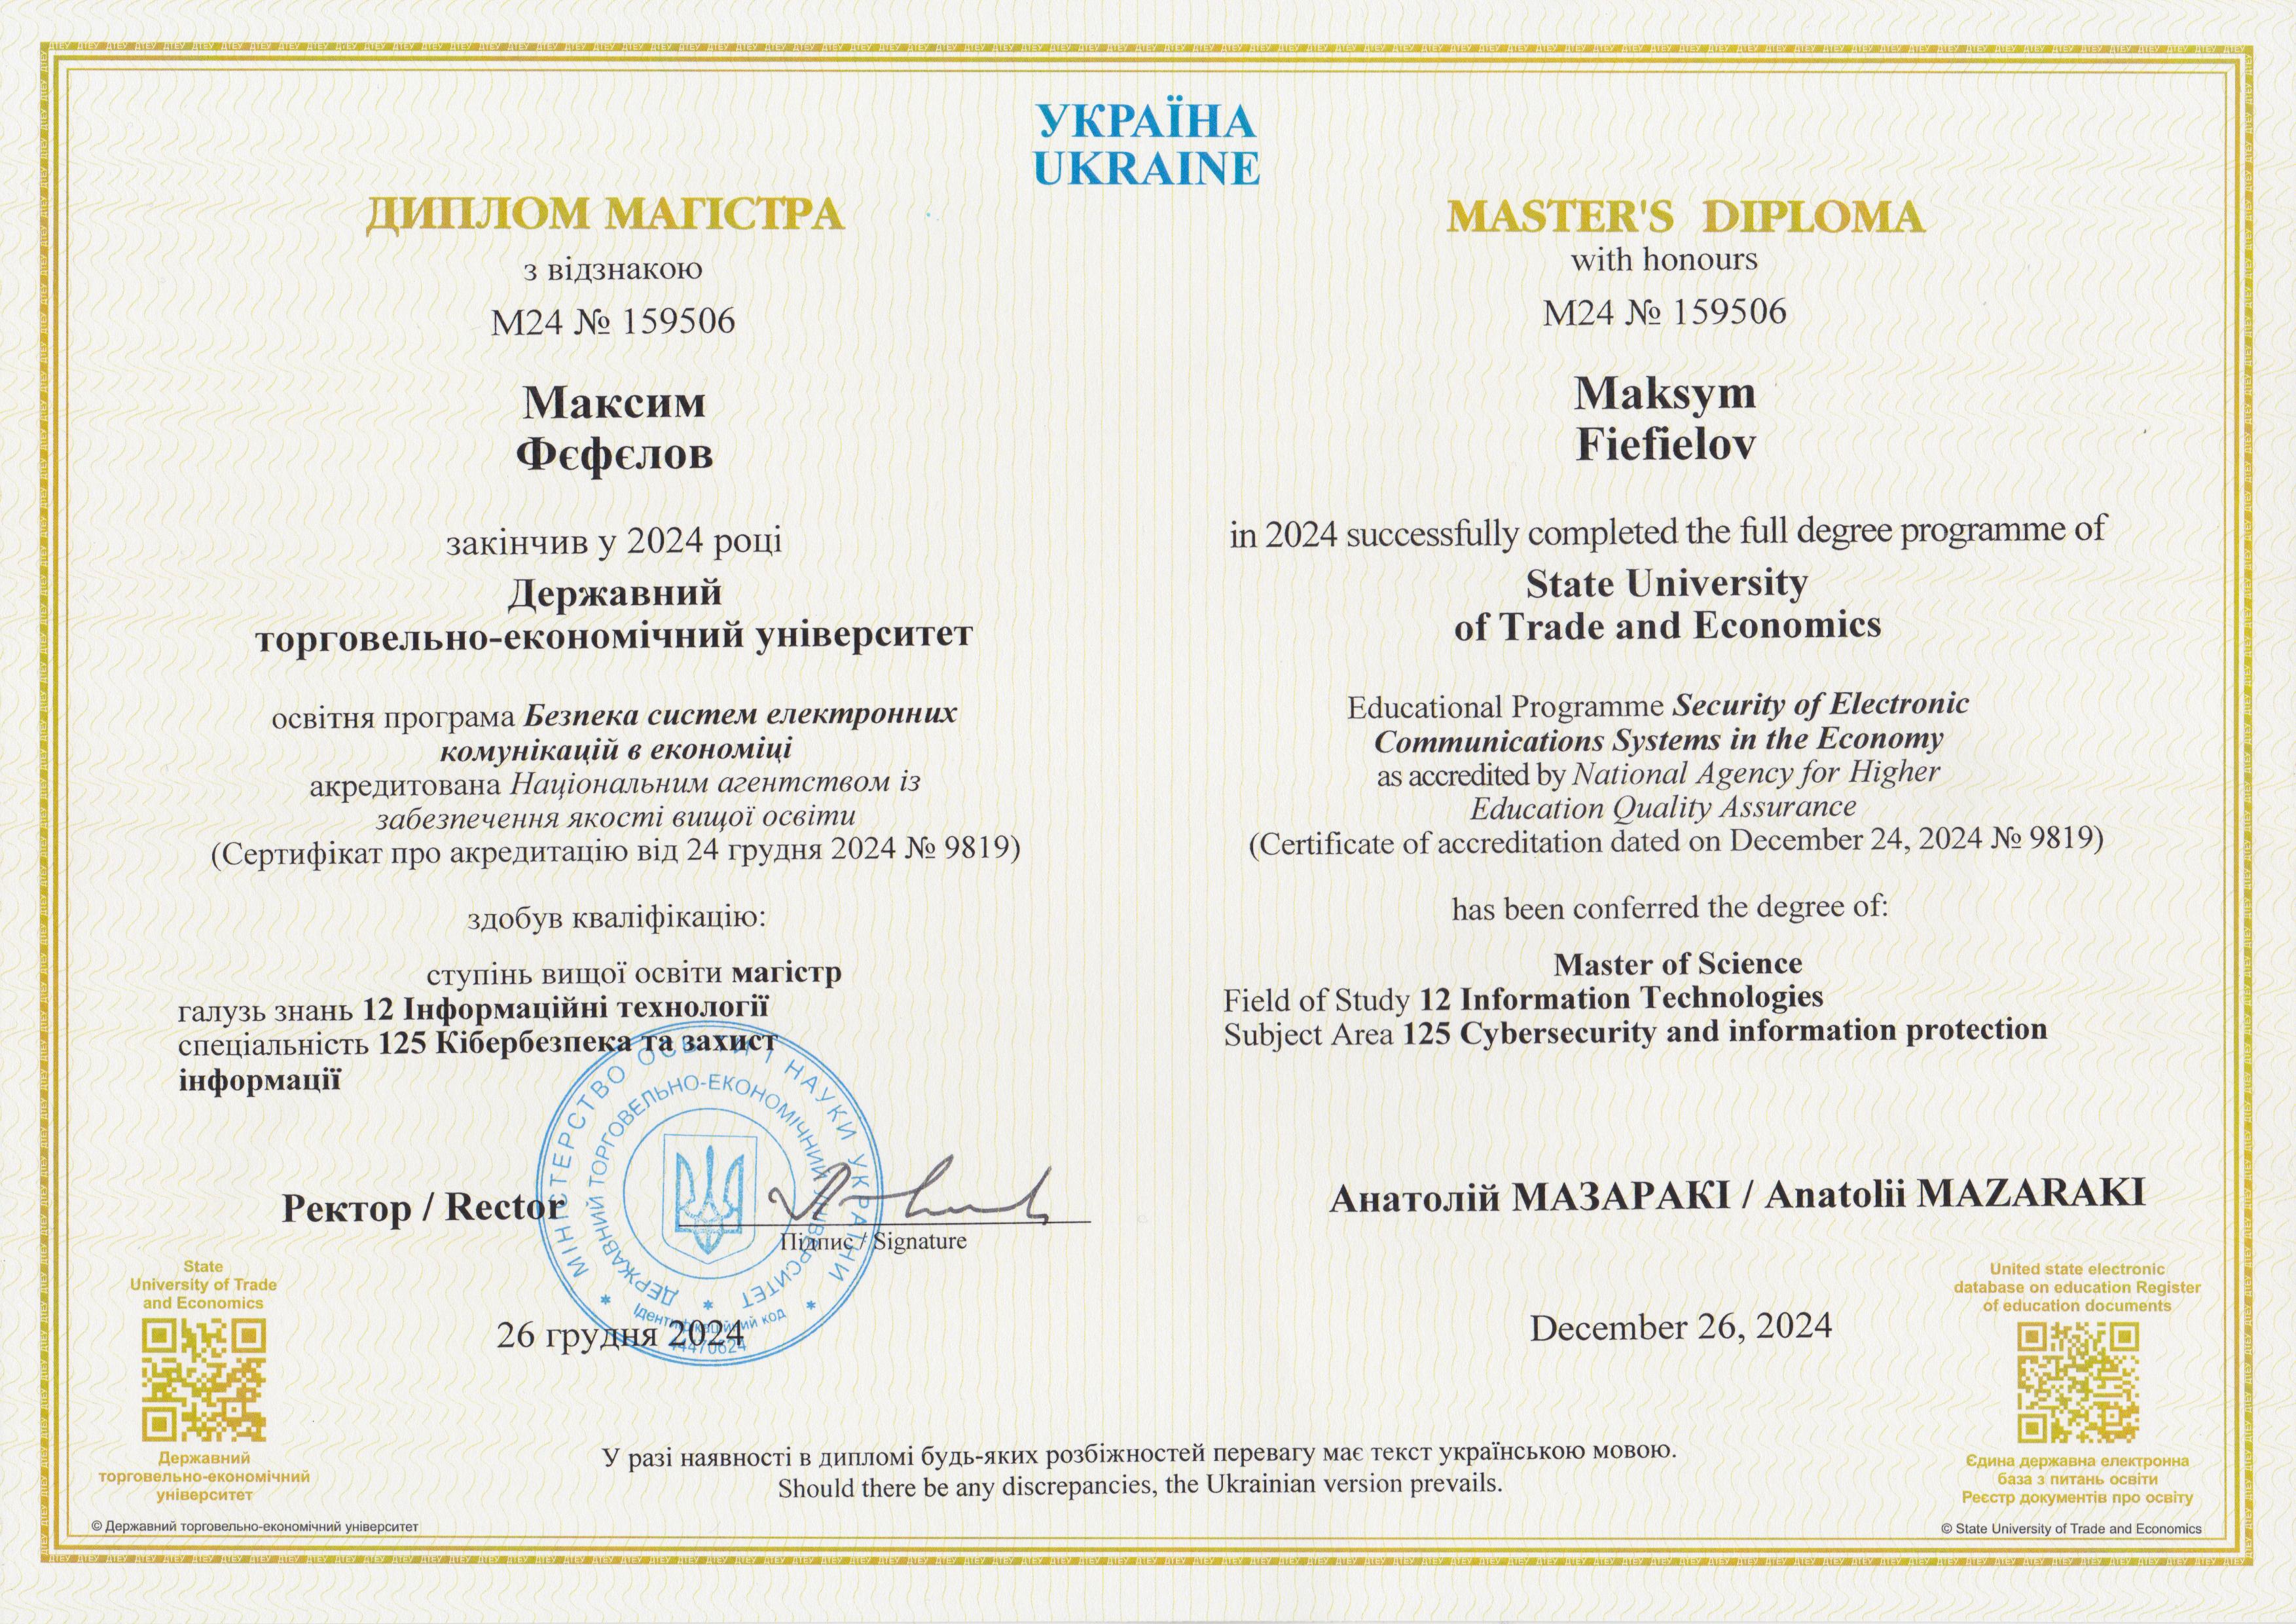 УКРАЇНА
UKRAINE
ДИПЛОМ МАГІСТРА
з відзнакою
М24 № 159506
Максим
Фєфєлов
закінчив у 2024 році
Державний
торговельно-економічний університет
освітня програма Безпека систем електронних
комунікацій в економіці
акредитована Національним агентством із
забезпечення якості вищої освіти
(Сертифікат про акредитацію від 24 грудня 2024 № 9819)
здобув кваліфікацію:
ступінь вищої освіти магістр
галузь знань 12 Інформаційні технології
спеціальність 125 Кібербезпека та захист
інформації
MASTER'S DIPLOMA
with honours
M24 № 159506
Maksym
Fiefielov
in 2024 successfully completed the full degree programme of
State University
of Trade and Economics
Educational Programme Security of Electronic
Communications Systems in the Economy
as accredited by National Agency for Higher
Education Quality Assurance
(Certificate of accreditation dated on December 24, 2024 № 9819)
has been conferred the degree of:
Master of Science
Field of Study 12 Information Technologies
Subject Area 125 Cybersecurity and information protection
Ректор / Rector
Підпис / Signature
Анатолій МАЗАРАКІ / Anatolii MAZARAKI
МІНІСТЕРСТВО ОСВІТИ І НАУКИ УКРАЇНИ
ДЕРЖАВНИЙ ТОРГОВЕЛЬНО-ЕКОНОМІЧНИЙ УНІВЕРСИТЕТ
Ідентифікаційний код
26 грудня 2024
December 26, 2024
State
University of Trade
and Economics
Державний
торговельно-економічний
університет
United state electronic
database on education Register
of education documents
Єдина державна електронна
база з питань освіти
Реєстр документів про освіту
У разі наявності в дипломі будь-яких розбіжностей перевагу має текст українською мовою.
Should there be any discrepancies, the Ukrainian version prevails.
© Державний торговельно-економічний університет
© State University of Trade and Economics